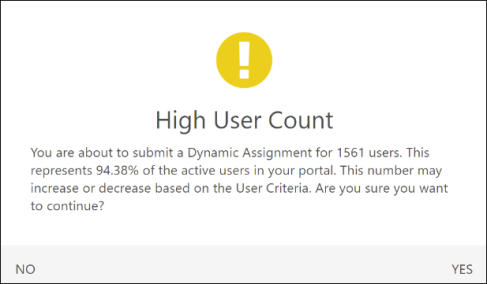 High User Count
You are about to submit a Dynamic Assignment for 1561 users. This
represents 94.38% of the active users in your portal. This number may
increase or decrease based on the User Criteria. Are you sure you want
to continue?
NO
YES